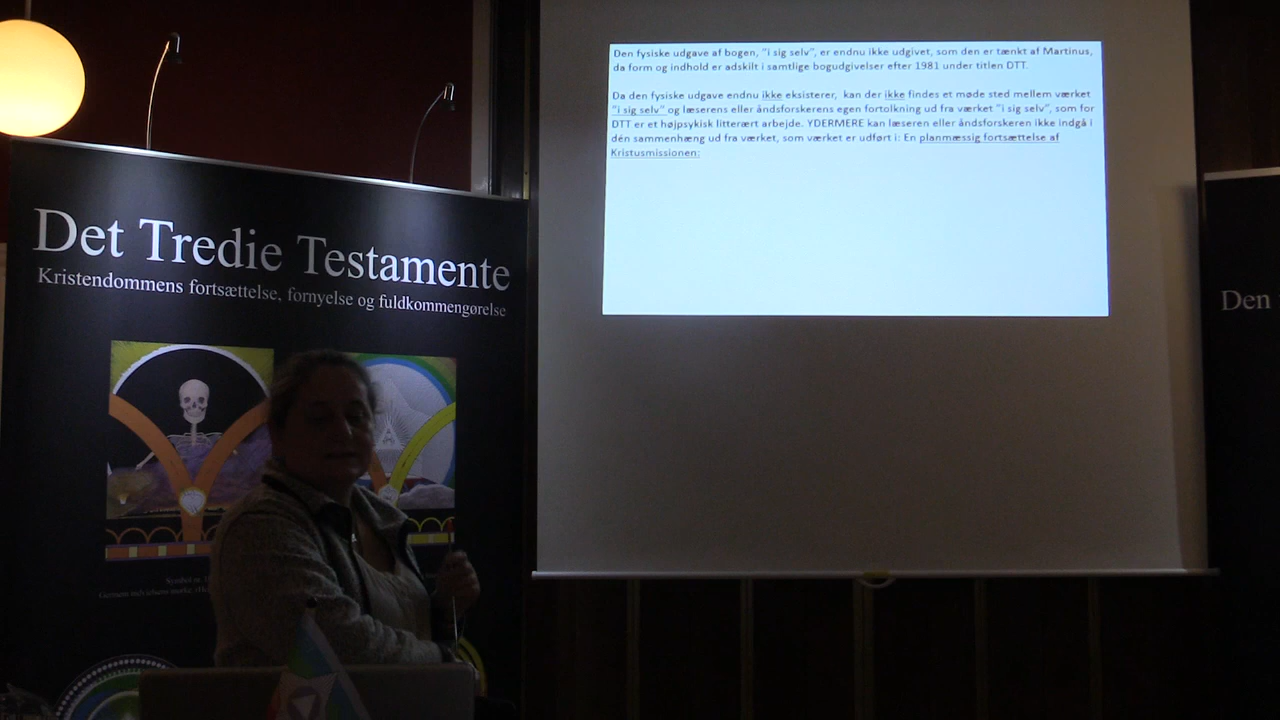 Det Tredie Testamente
Kristendommens fortsættelse, fornyelse og fuldkommengørelse
Symbol nr.
Den fysiske udgave af bogen, "i sig selv", er endnu ikke udgivet, som den er tænkt af Martinus,
da form og indhold er adskilt i samtlige bogudgivelser efter 1981 under titlen DTT.
Da den fysiske udgave endnu ikke eksisterer, kan der ikke findes et møde sted mellem værket
"i sig selv" og læserens eller åndsforskerens egen fortolkning ud fra værket "i sig selv", som for
DTT er et højpsykisk litterært arbejde. YDERMERE kan læseren eller åndsforskeren ikke indgå i
dén sammenhæng ud fra værket, som værket er udført i: En planmæssig fortsættelse af
Kristusmissionen:
Den